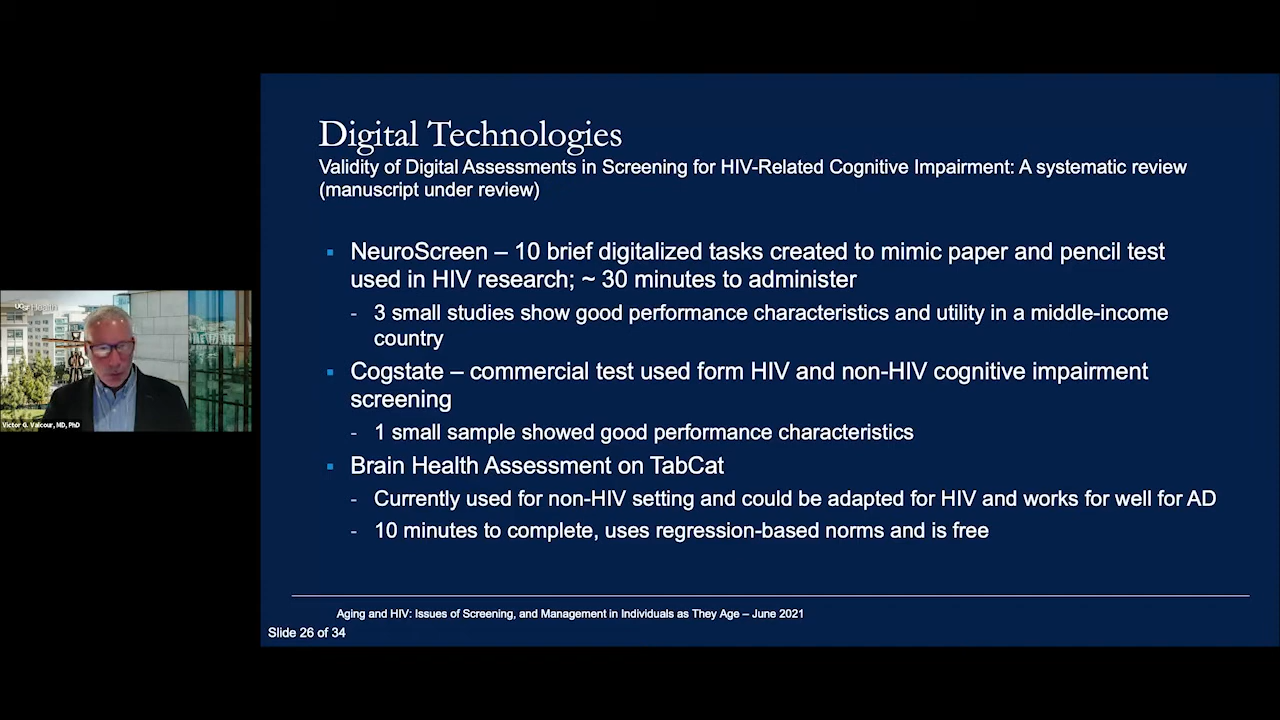 Digital Technologies
Validity of Digital Assessments in Screening for HIV-Related Cognitive Impairment: A systematic review
(manuscript under review)
▪ NeuroScreen – 10 brief digitalized tasks created to mimic paper and pencil test
used in HIV research; ~ 30 minutes to administer
- 3 small studies show good performance characteristics and utility in a middle-income
country
▪ Cogstate – commercial test used form HIV and non-HIV cognitive impairment
screening
- 1 small sample showed good performance characteristics
▪ Brain Health Assessment on TabCat
- Currently used for non-HIV setting and could be adapted for HIV and works for well for AD
- 10 minutes to complete, uses regression-based norms and is free
Aging and HIV: Issues of Screening, and Management in Individuals as They Age – June 2021
Slide 26 of 34
UCSF Health
Victor G. Valcour, MD, PhD